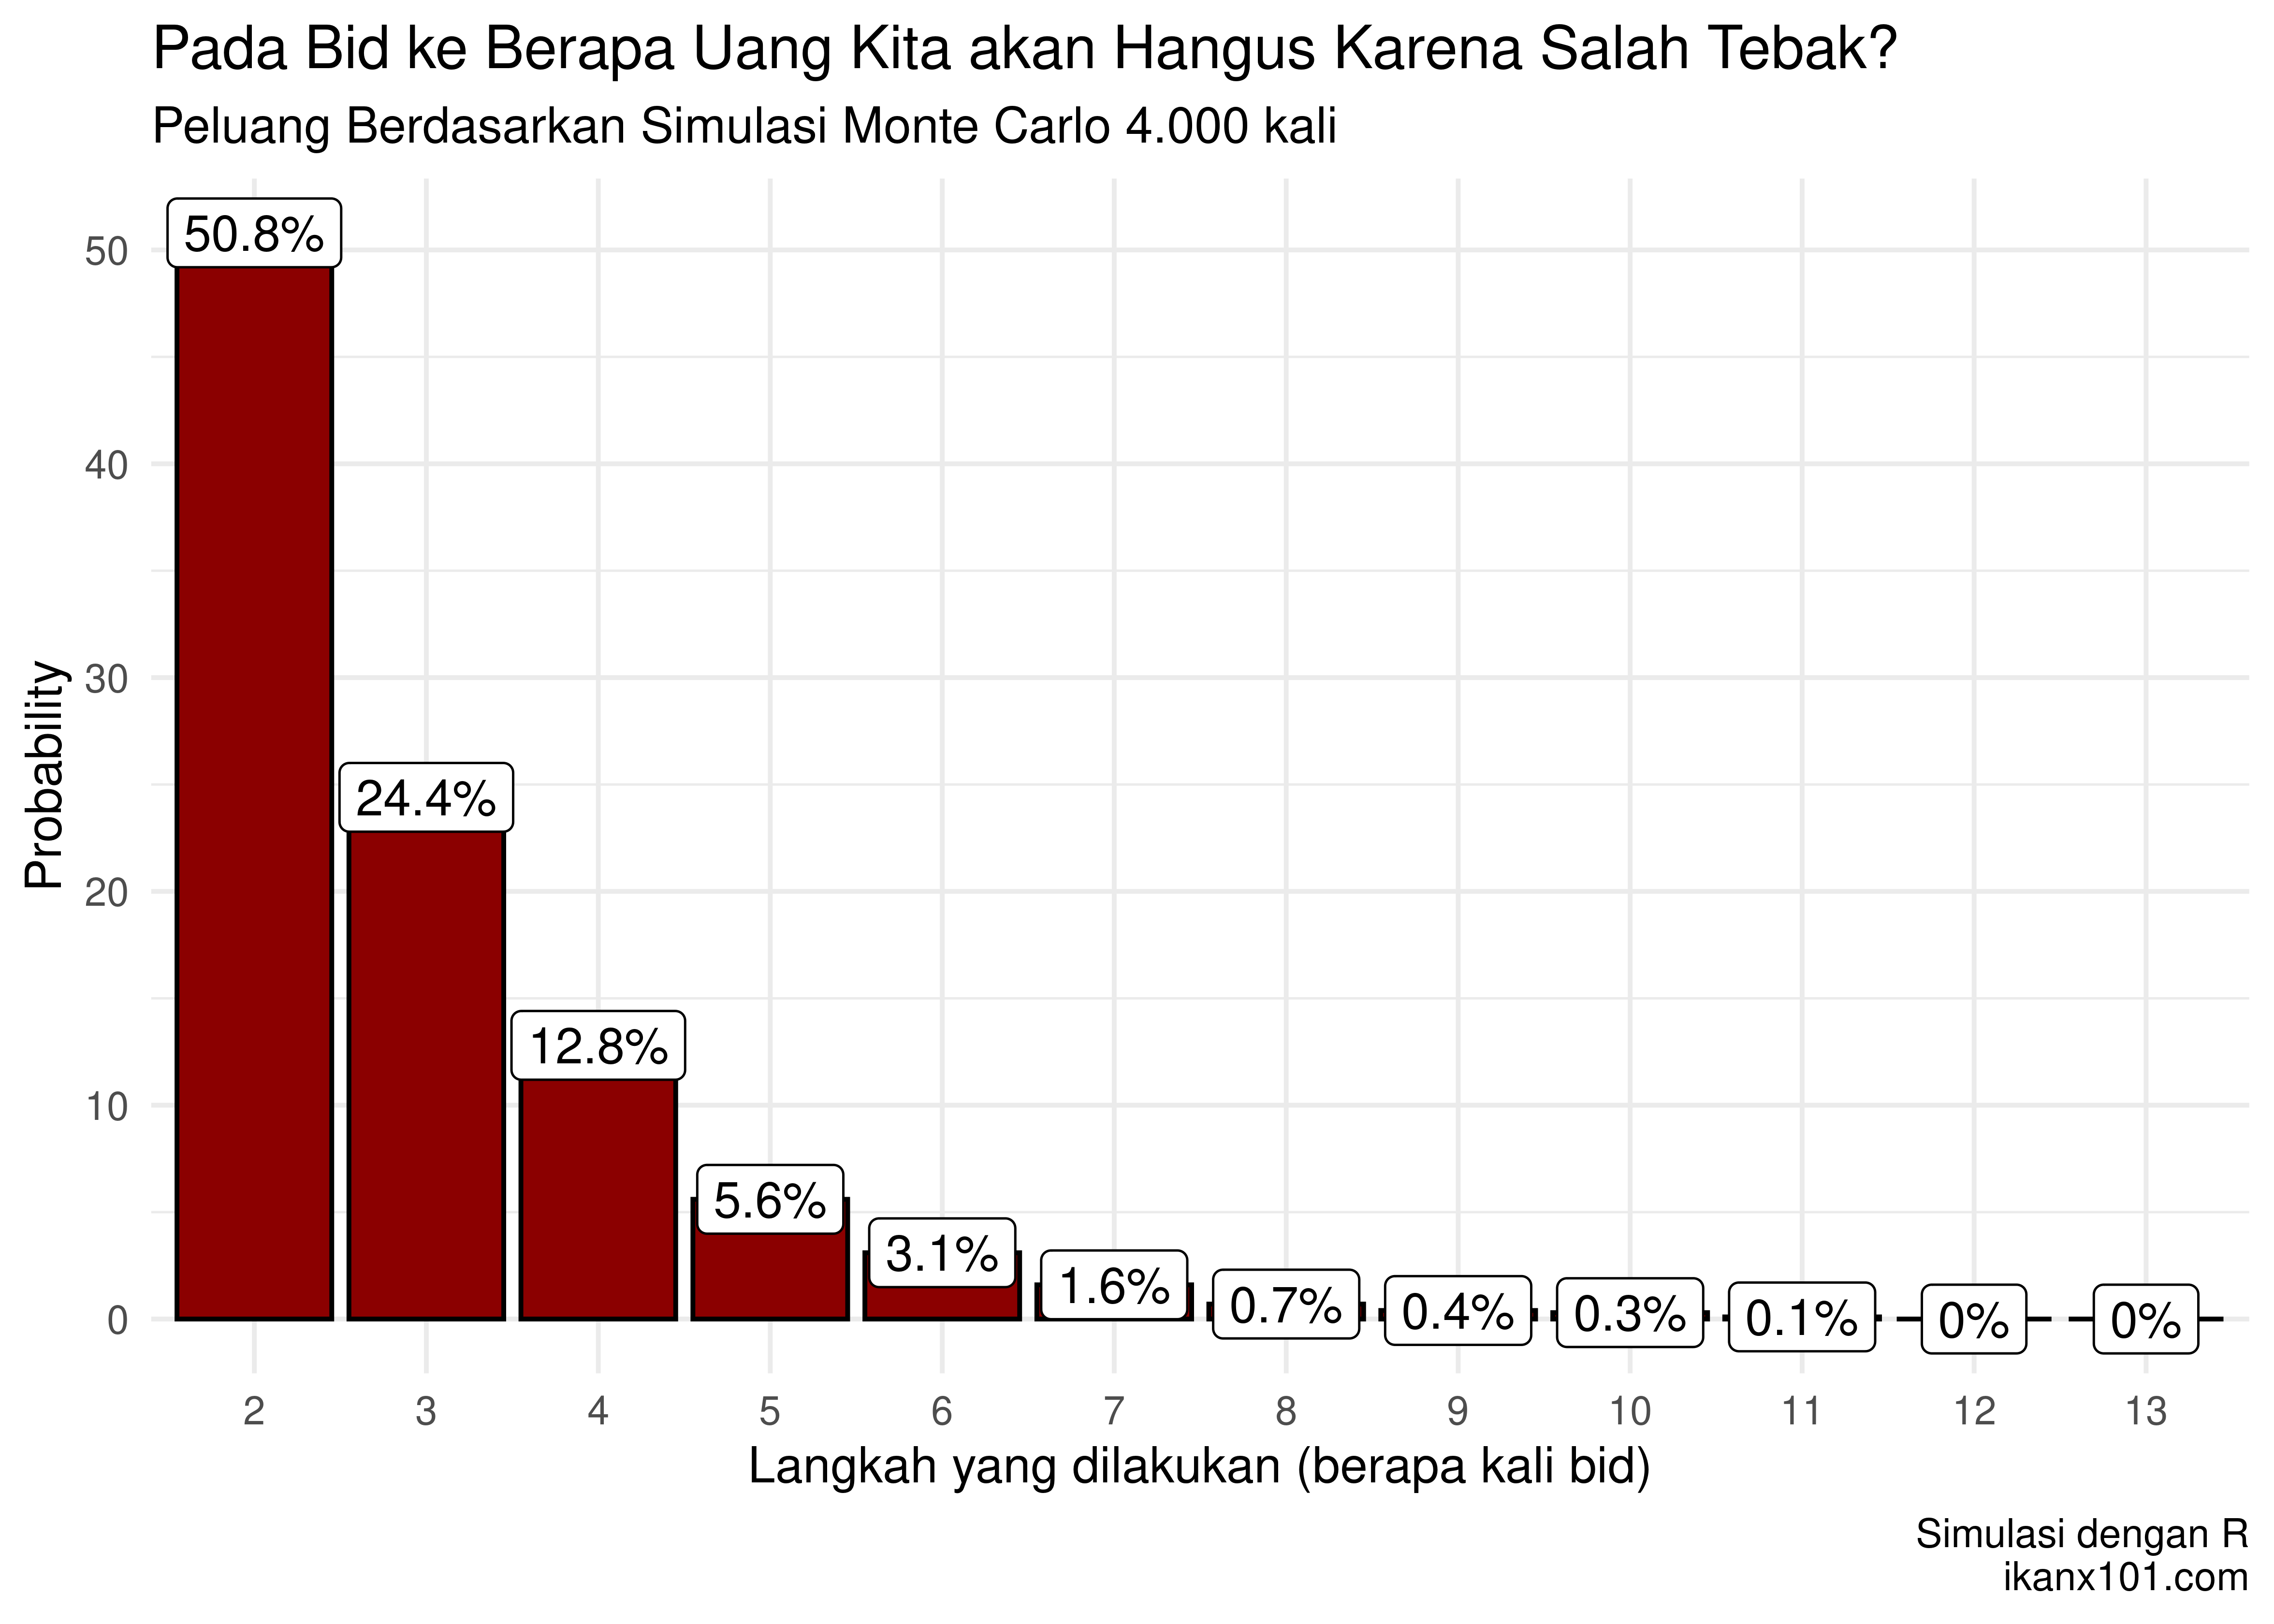 Pada Bid ke Berapa Uang Kita akan Hangus Karena Salah Tebak?
Peluang Berdasarkan Simulasi Monte Carlo 4.000 kali
Probability
50
40
30
20
10
0
50.8%
24.4%
12.8%
5.6%
3.1%
1.6%
0.7%
0.4%
0.3%
0.1%
0%
0%
2 3 4 5 6 7 8 9 10 11 12 13
Langkah yang dilakukan (berapa kali bid)
Simulasi dengan R
ikanx101.com